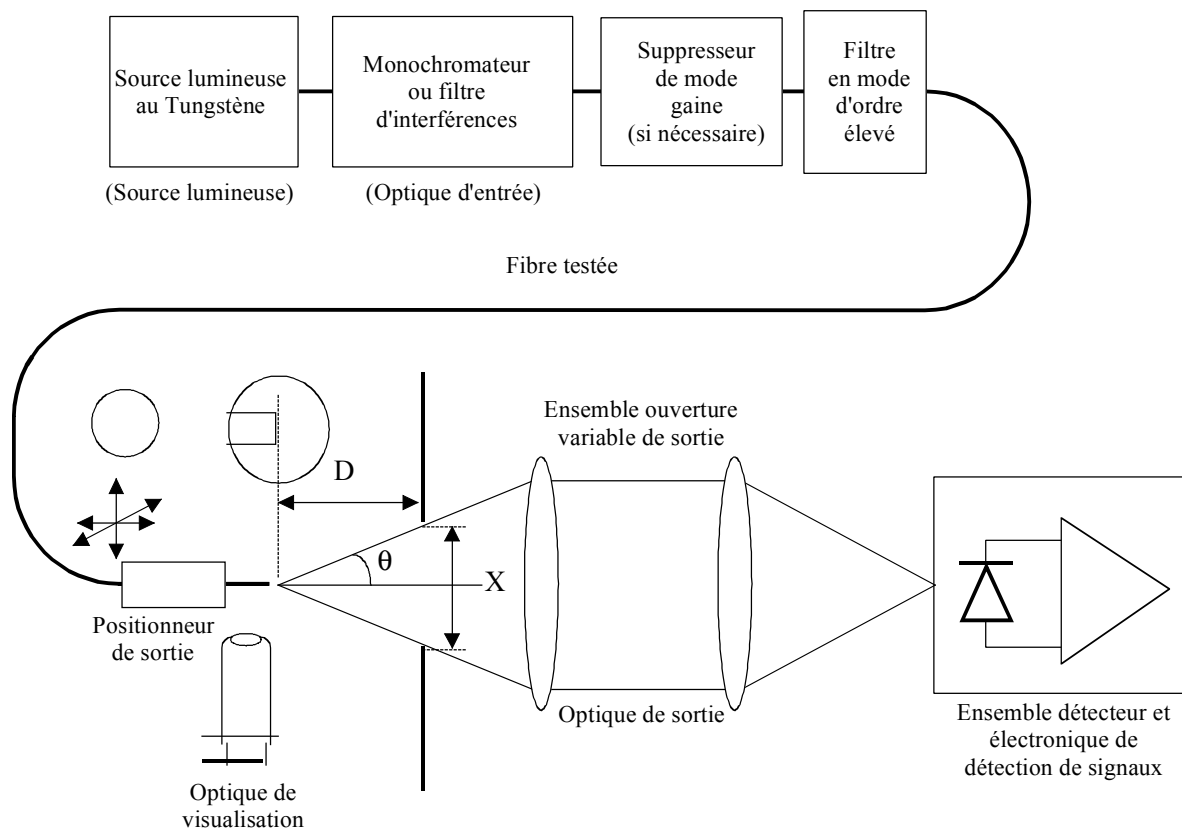 Source lumineuse
au Tungstène
Monochromateur
ou filtre
d'interférences
Suppresseur
de mode
gaine
(si nécessaire)
Filtre
en mode
d'ordre
élevé
(Source lumineuse)
(Optique d'entrée)
Fibre testée
Ensemble ouverture
variable de sortie
D
θ
X
Positionneur
de sortie
Optique de sortie
Ensemble détecteur et
électronique de
détection de signaux
Optique de
visualisation